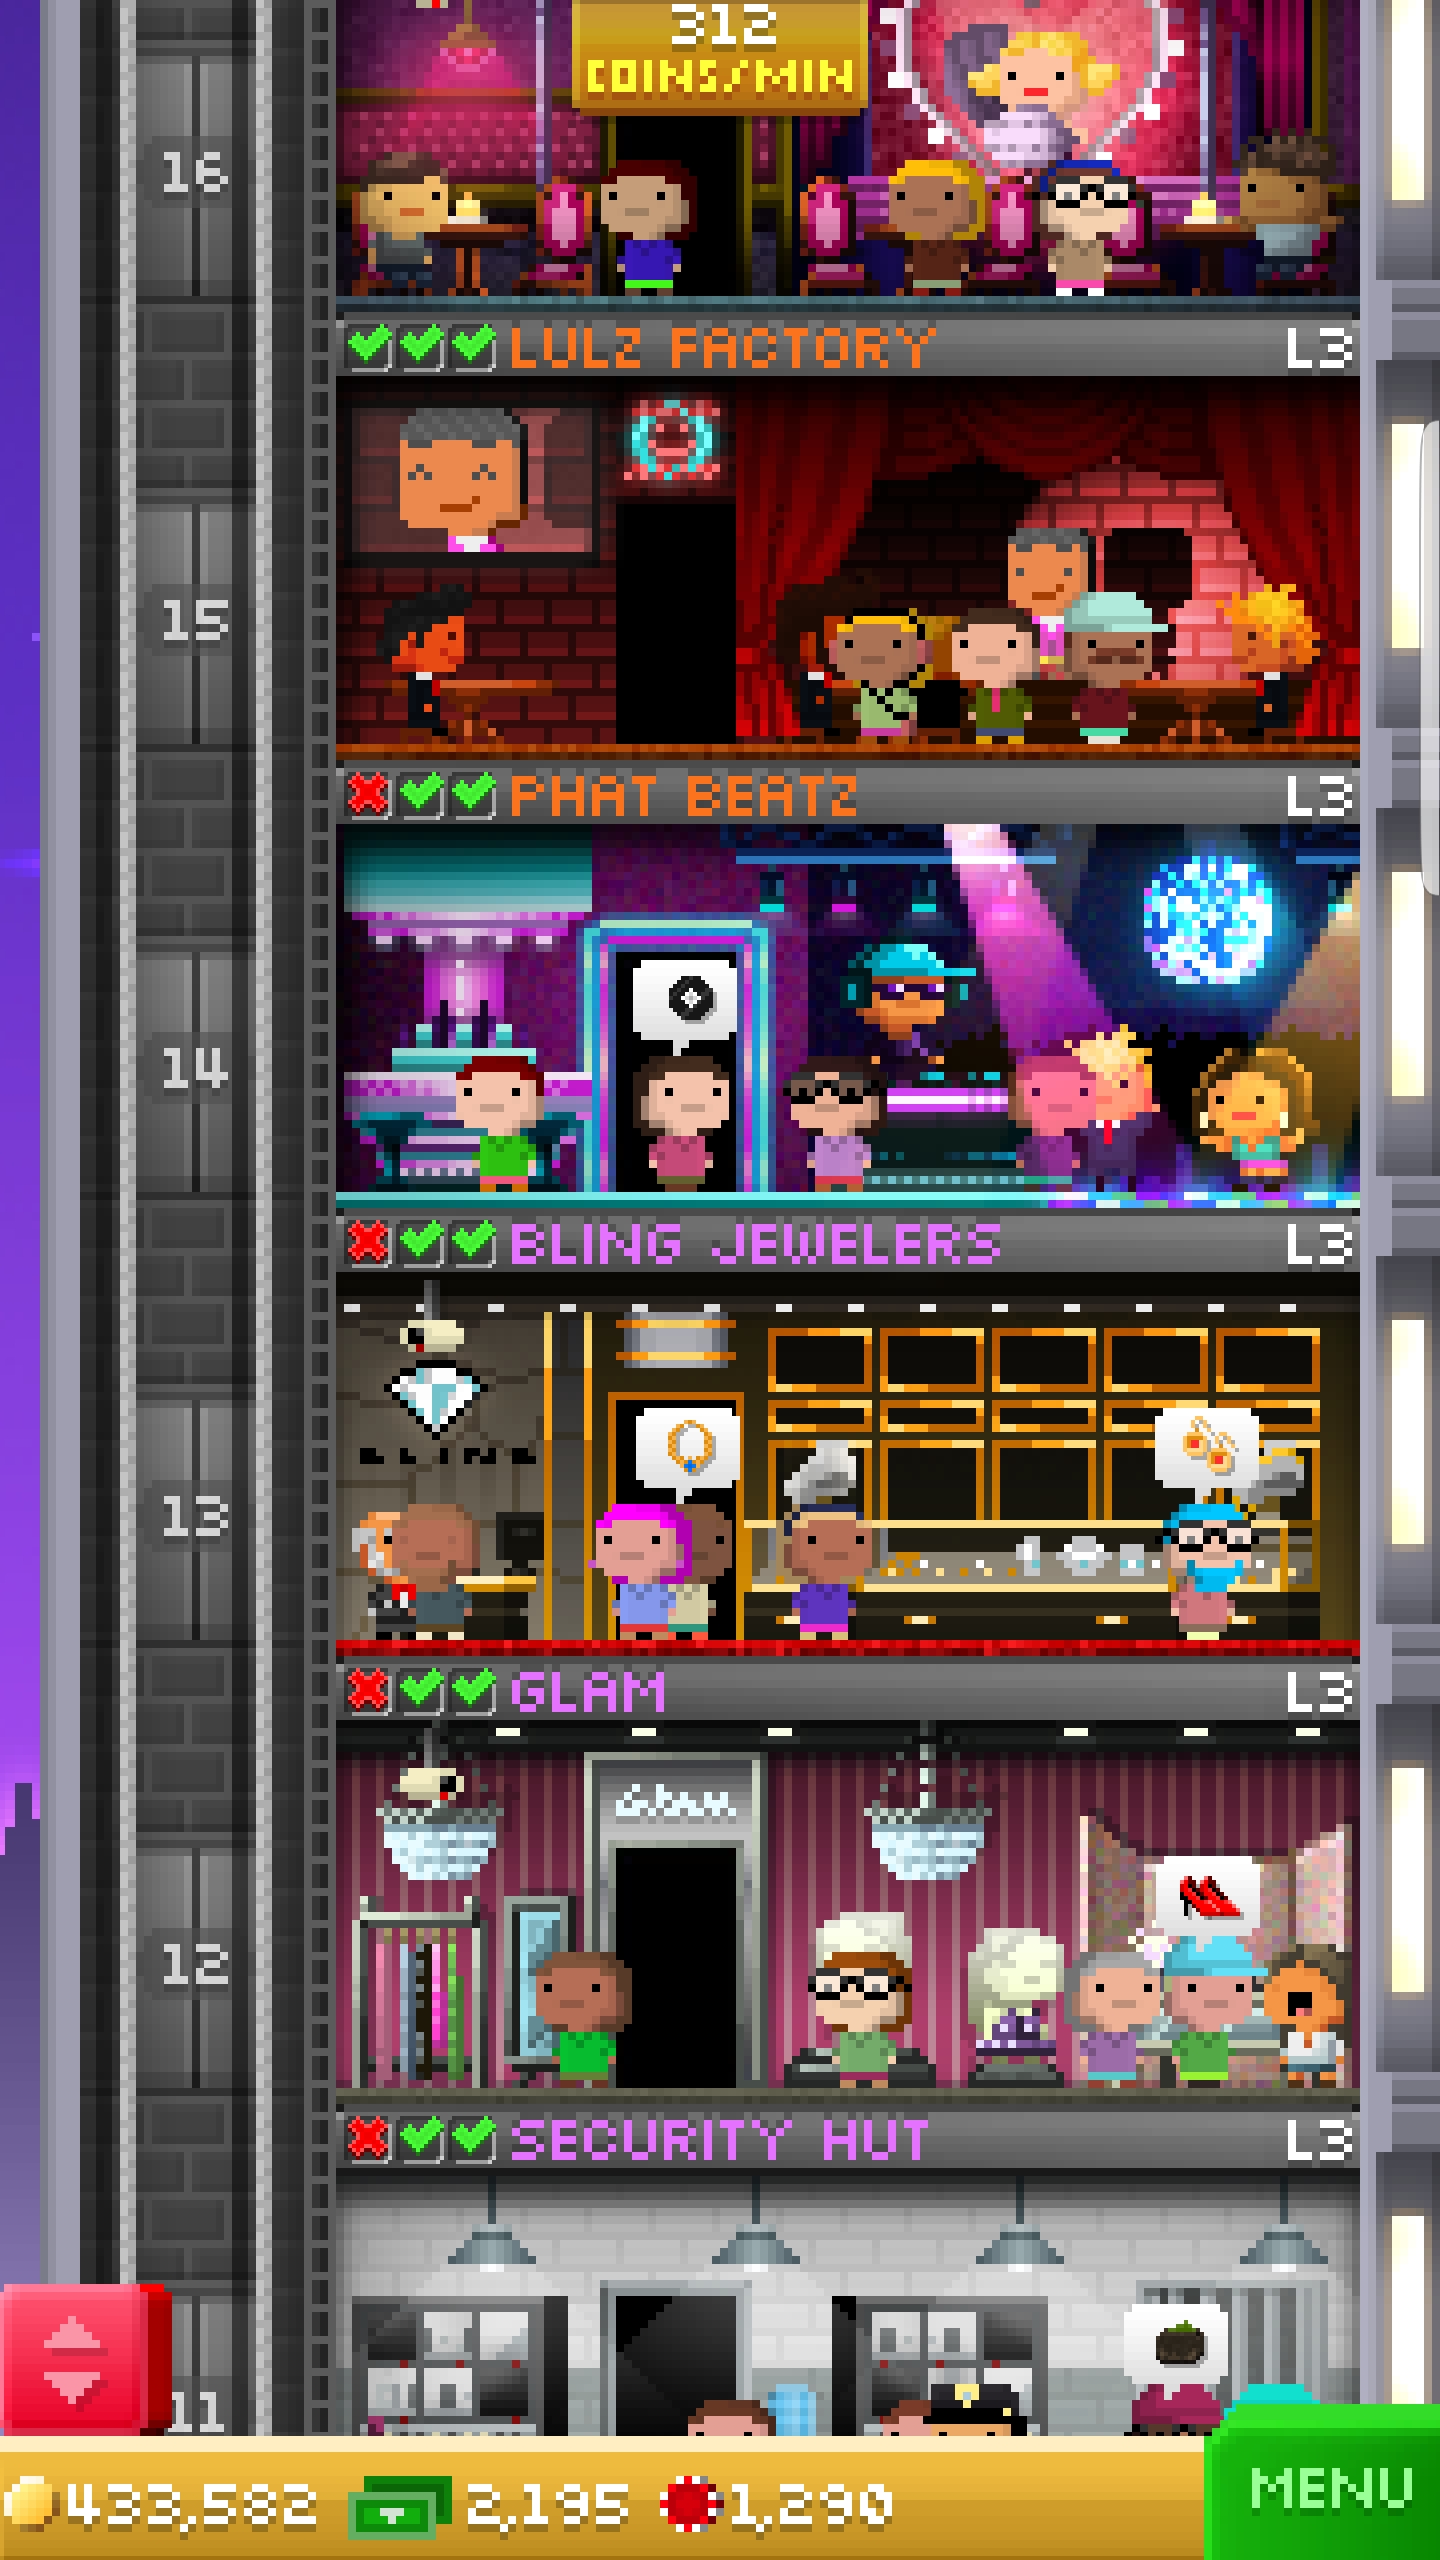 312
COINS/MIN
16
LULZ FACTORY L3
15
PHAT BEATZ L3
14
BLING JEWELERS L3
BLING
13
GLAM L3
Glam
12
SECURITY HUT L3
11
433,582 2,195 1,290
MENU